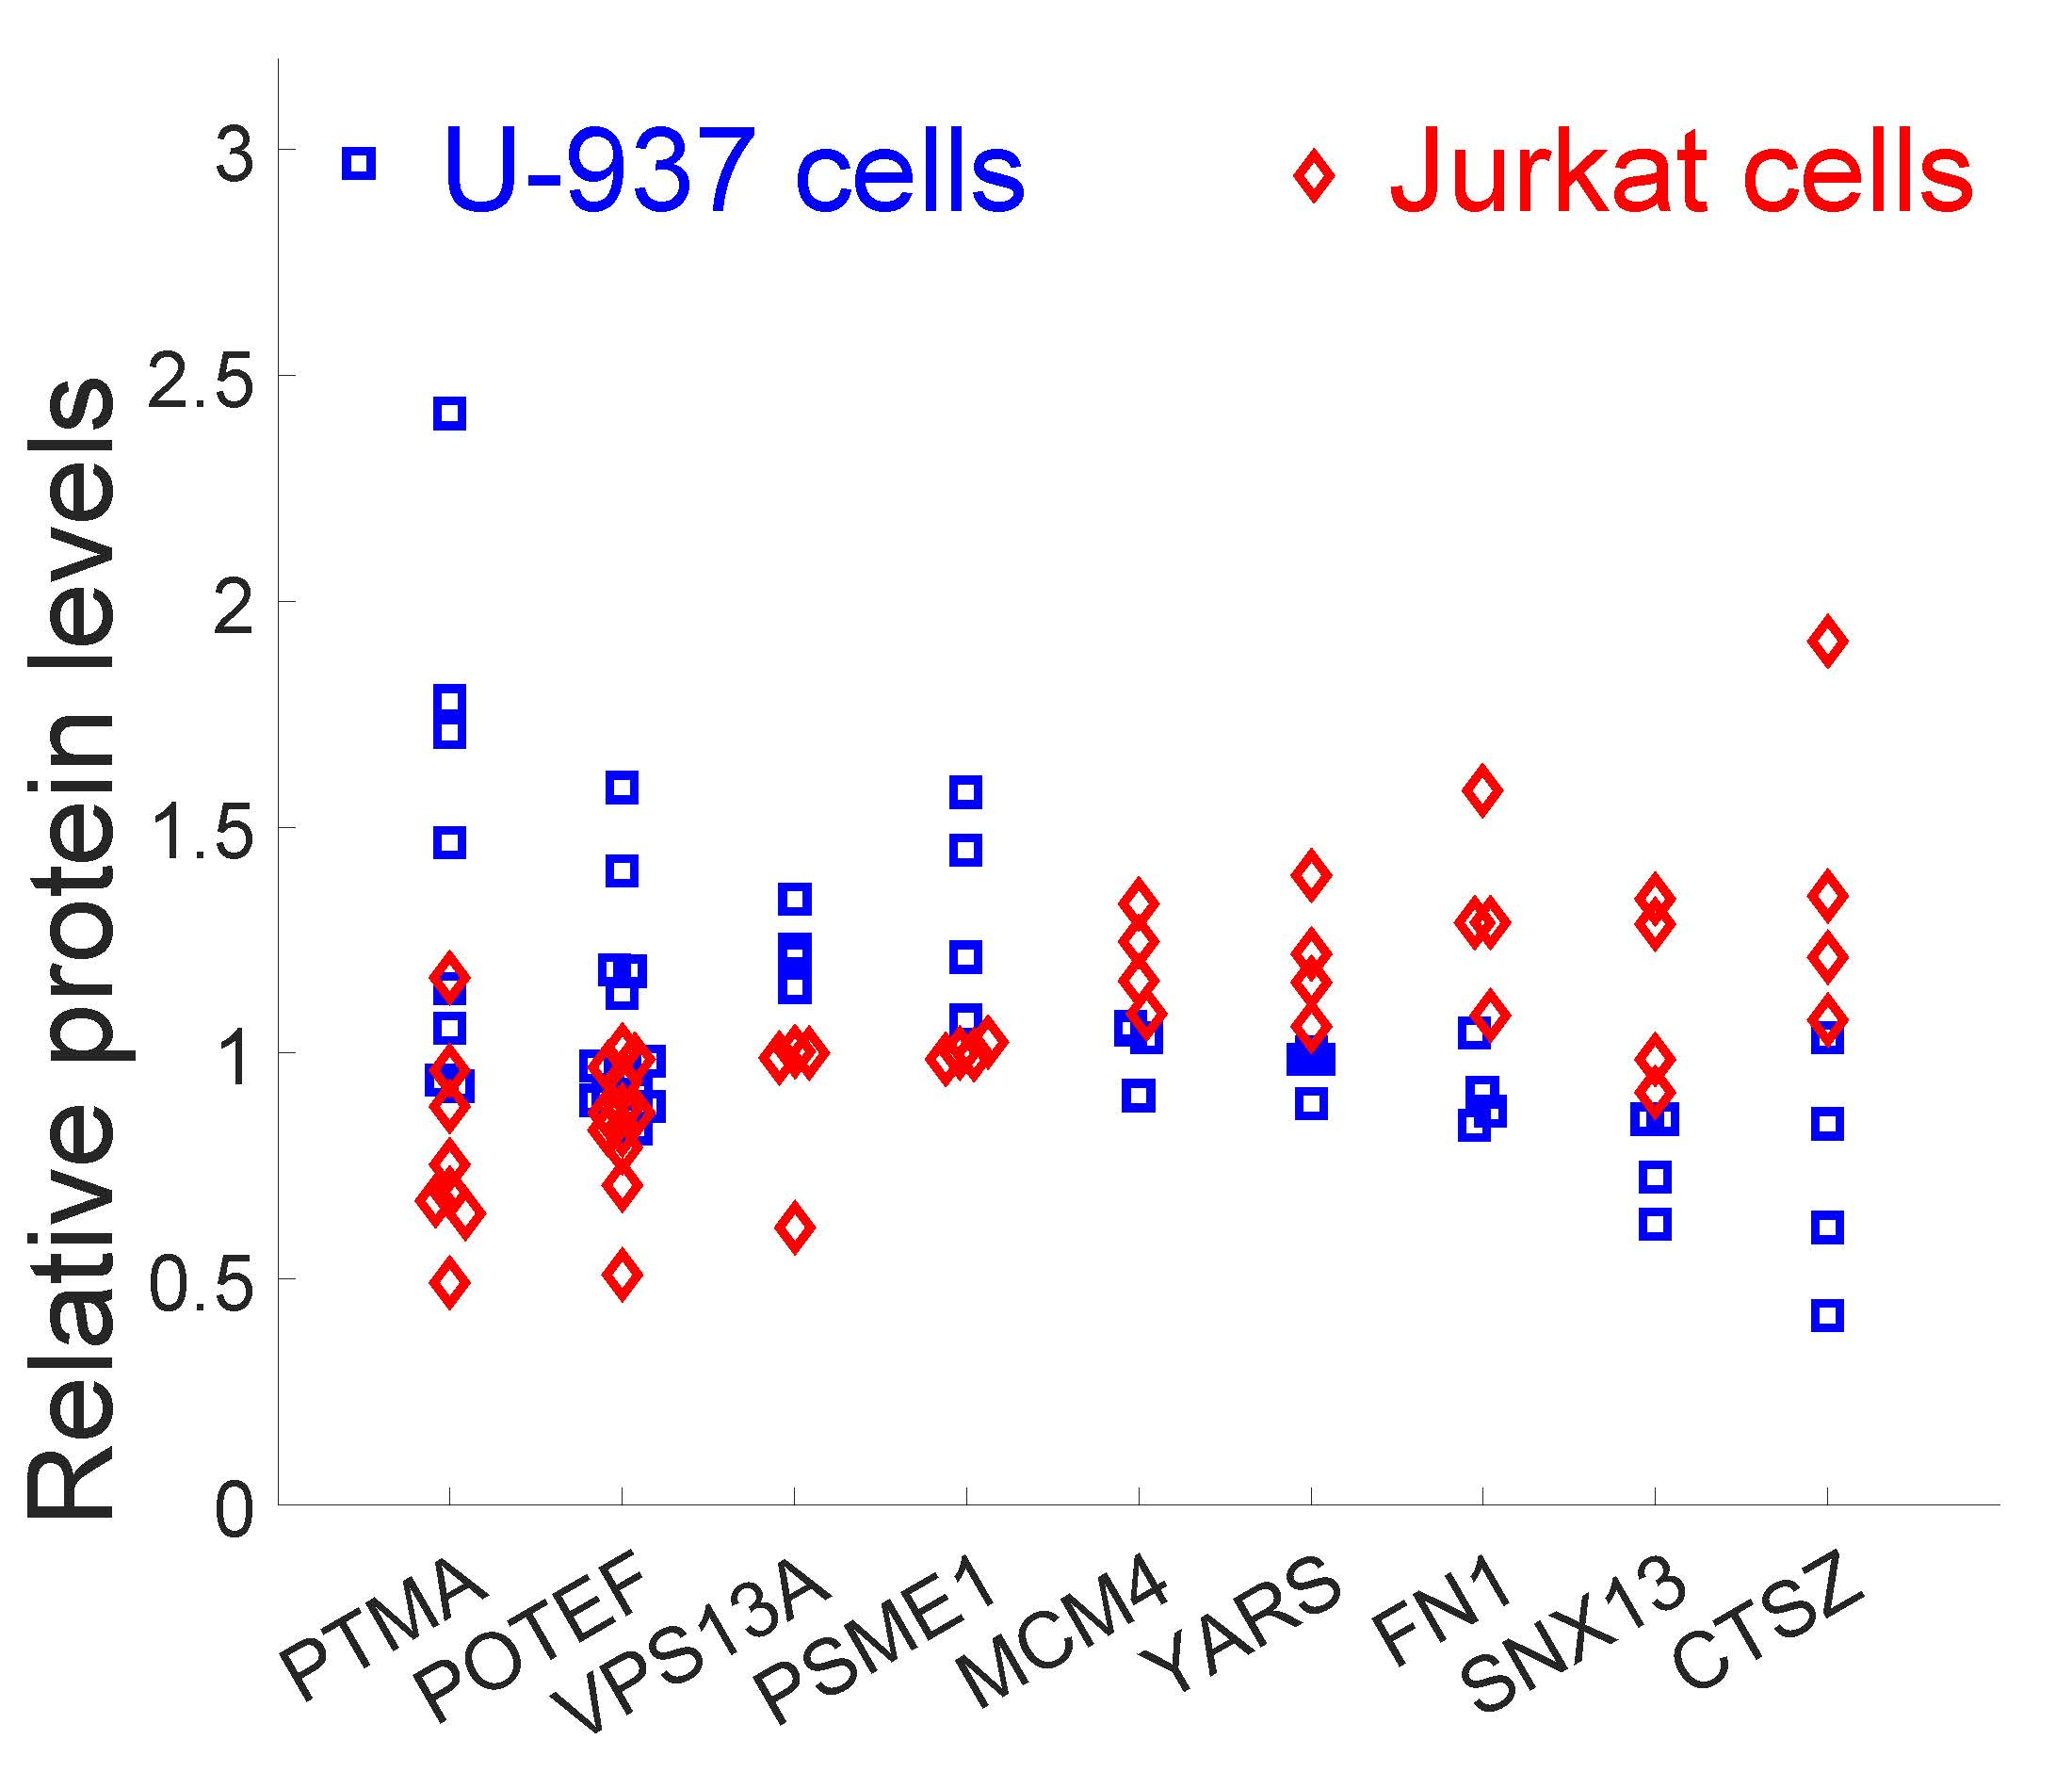 U-937 cells
Jurkat cells
Relative protein levels
3
2.5
2
1.5
1
0.5
0
PTMA
POTEF
VPS13A
PSME1
MCM4
YARS
FN1
SNX13
CTSZ